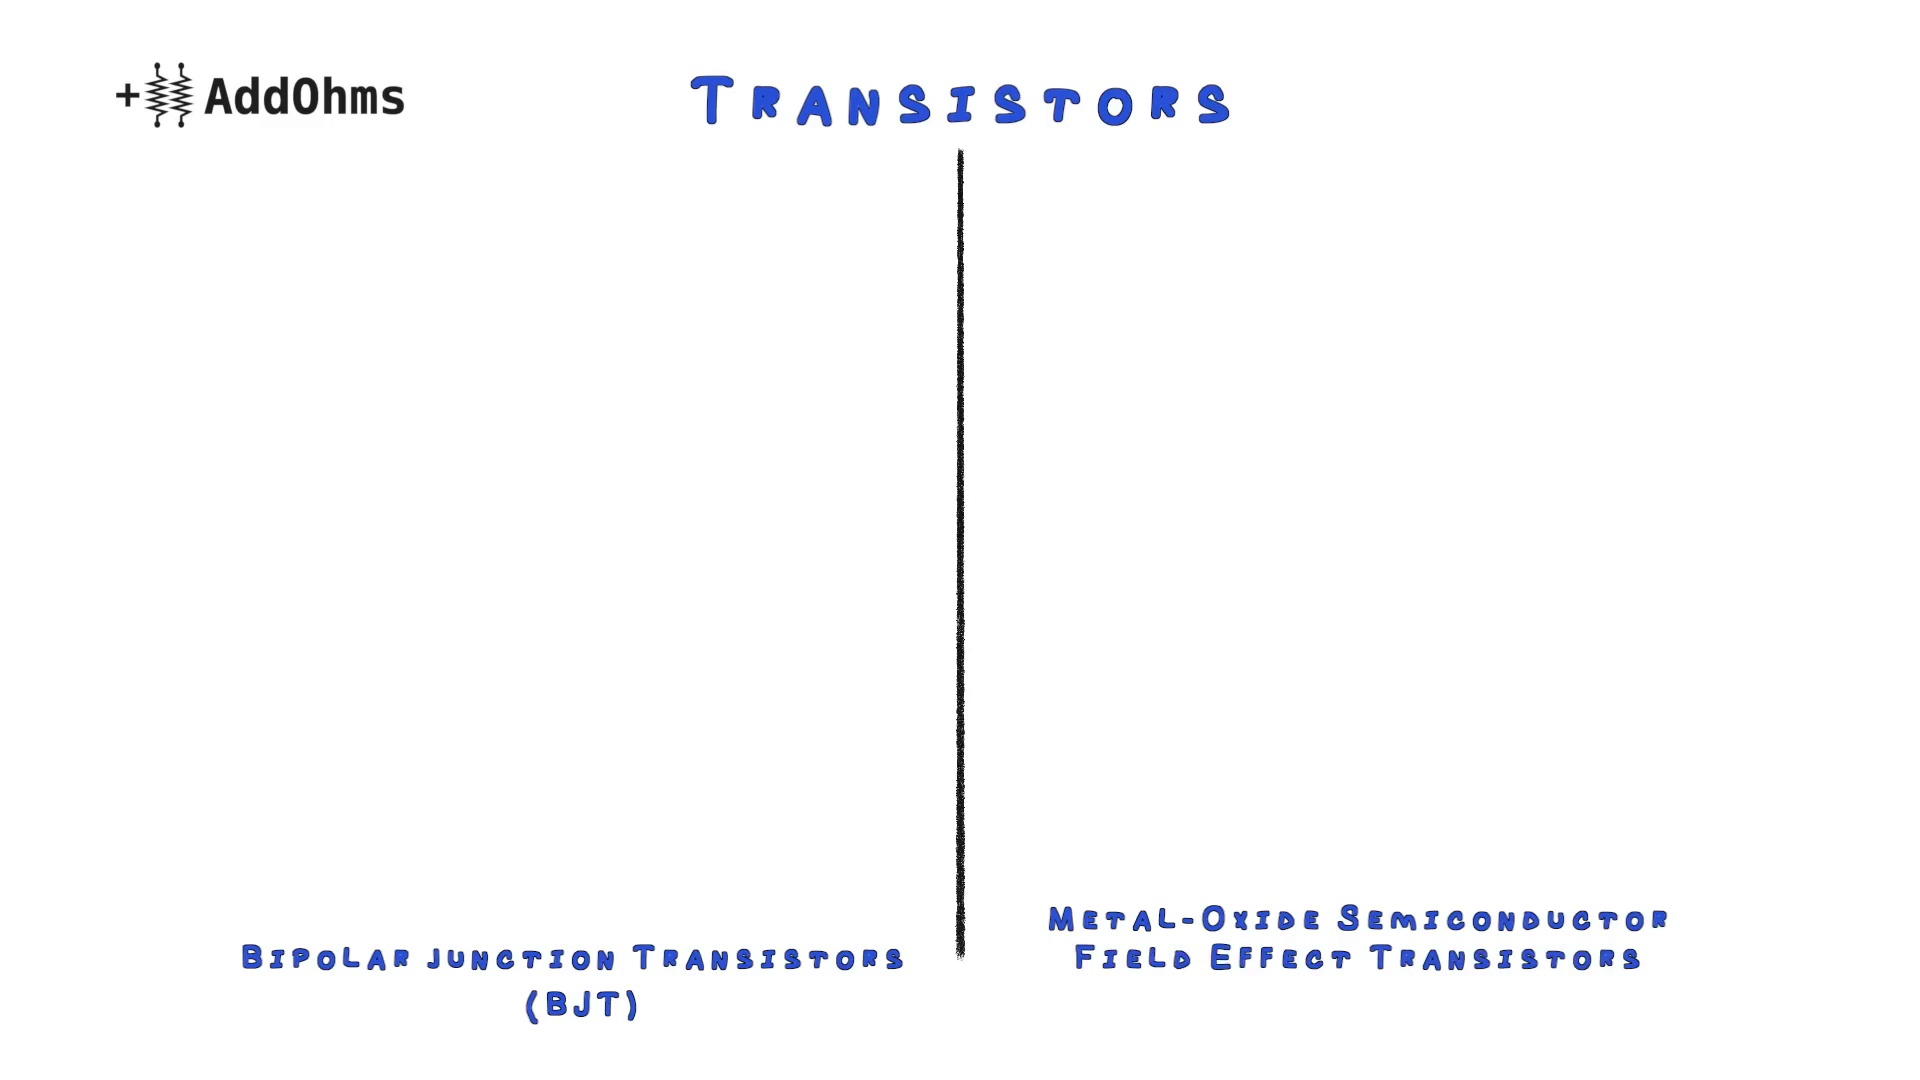 + AddOhms
Transistors
Bipolar Junction Transistors
(BJT)
Metal-Oxide Semiconductor
Field Effect Transistors